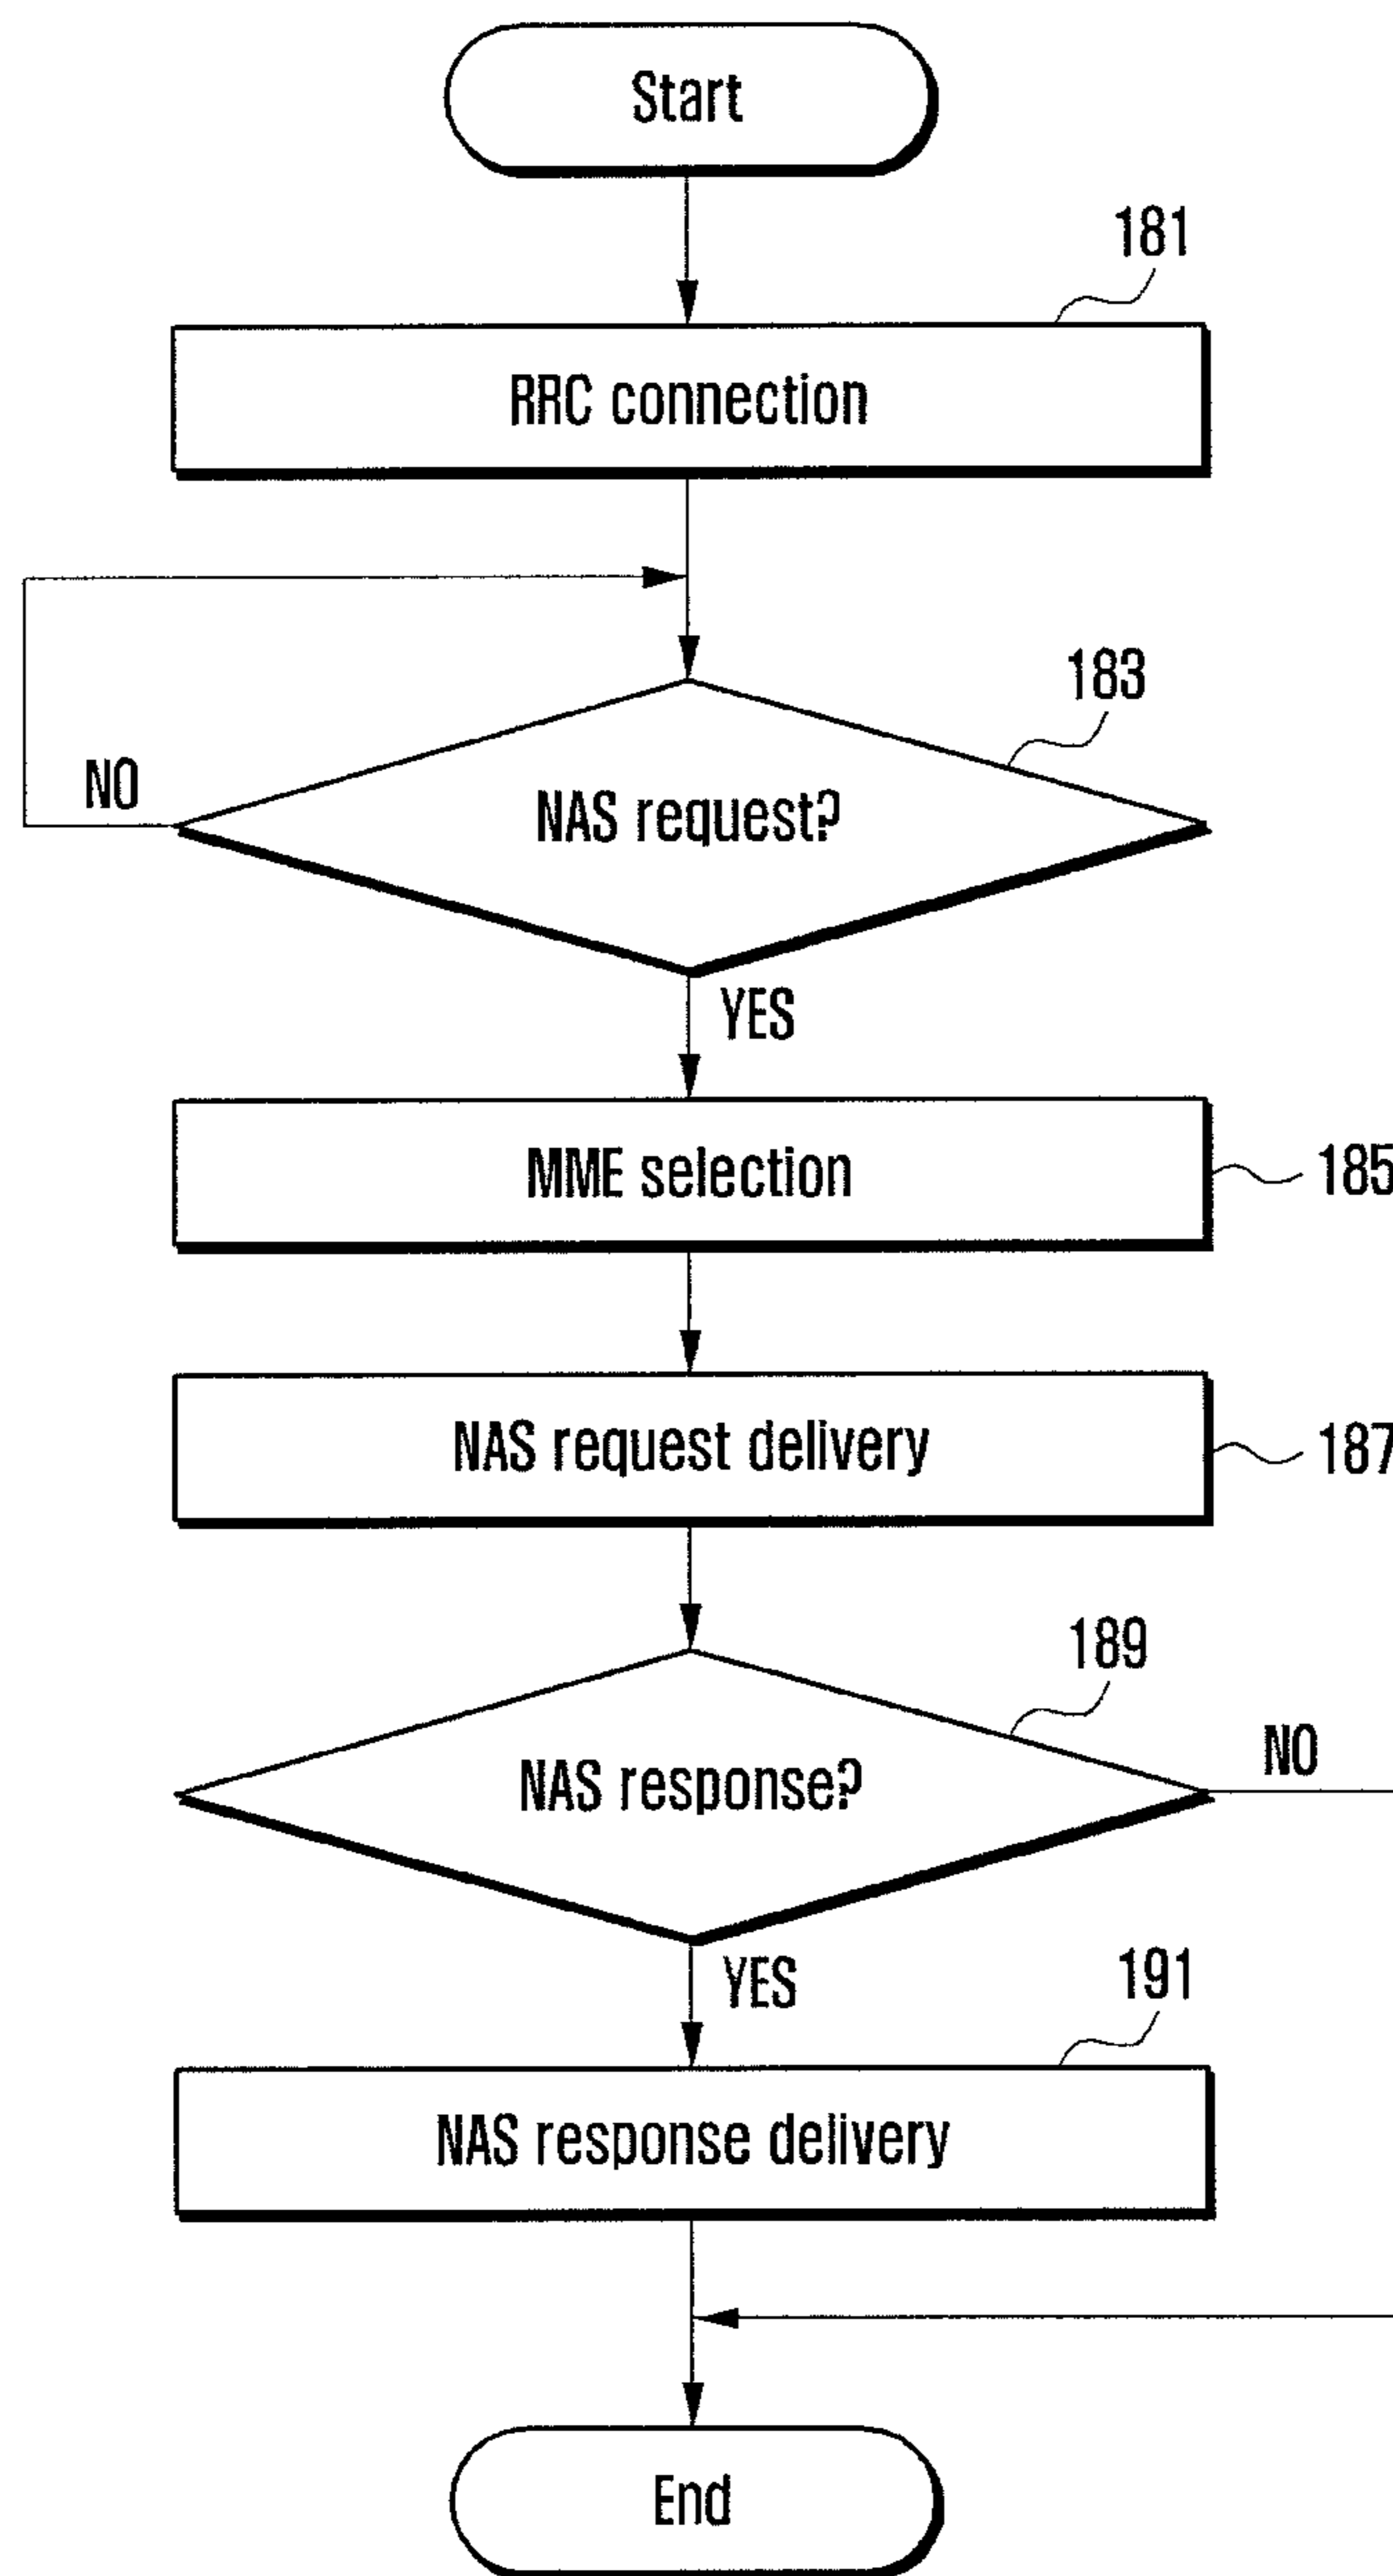 Start
181
RRC connection
183
NO
NAS request?
YES
MME selection
185
NAS request delivery
187
189
NO
NAS response?
YES
191
NAS response delivery
End